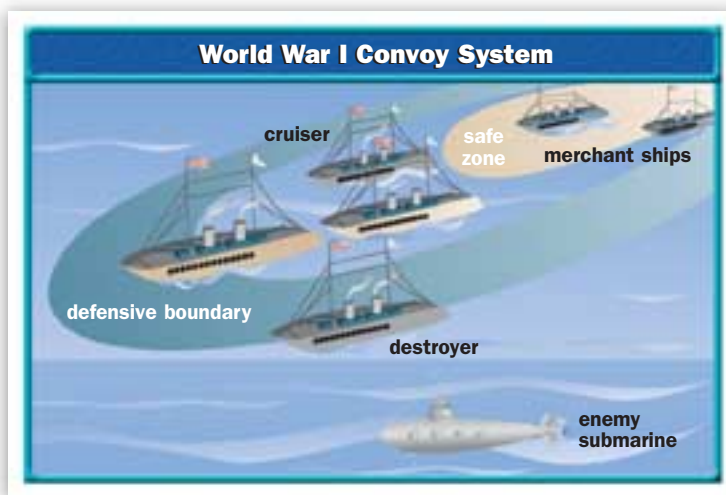 World War I Convoy System
cruiser
safe
zone
merchant ships
defensive boundary
destroyer
enemy
submarine